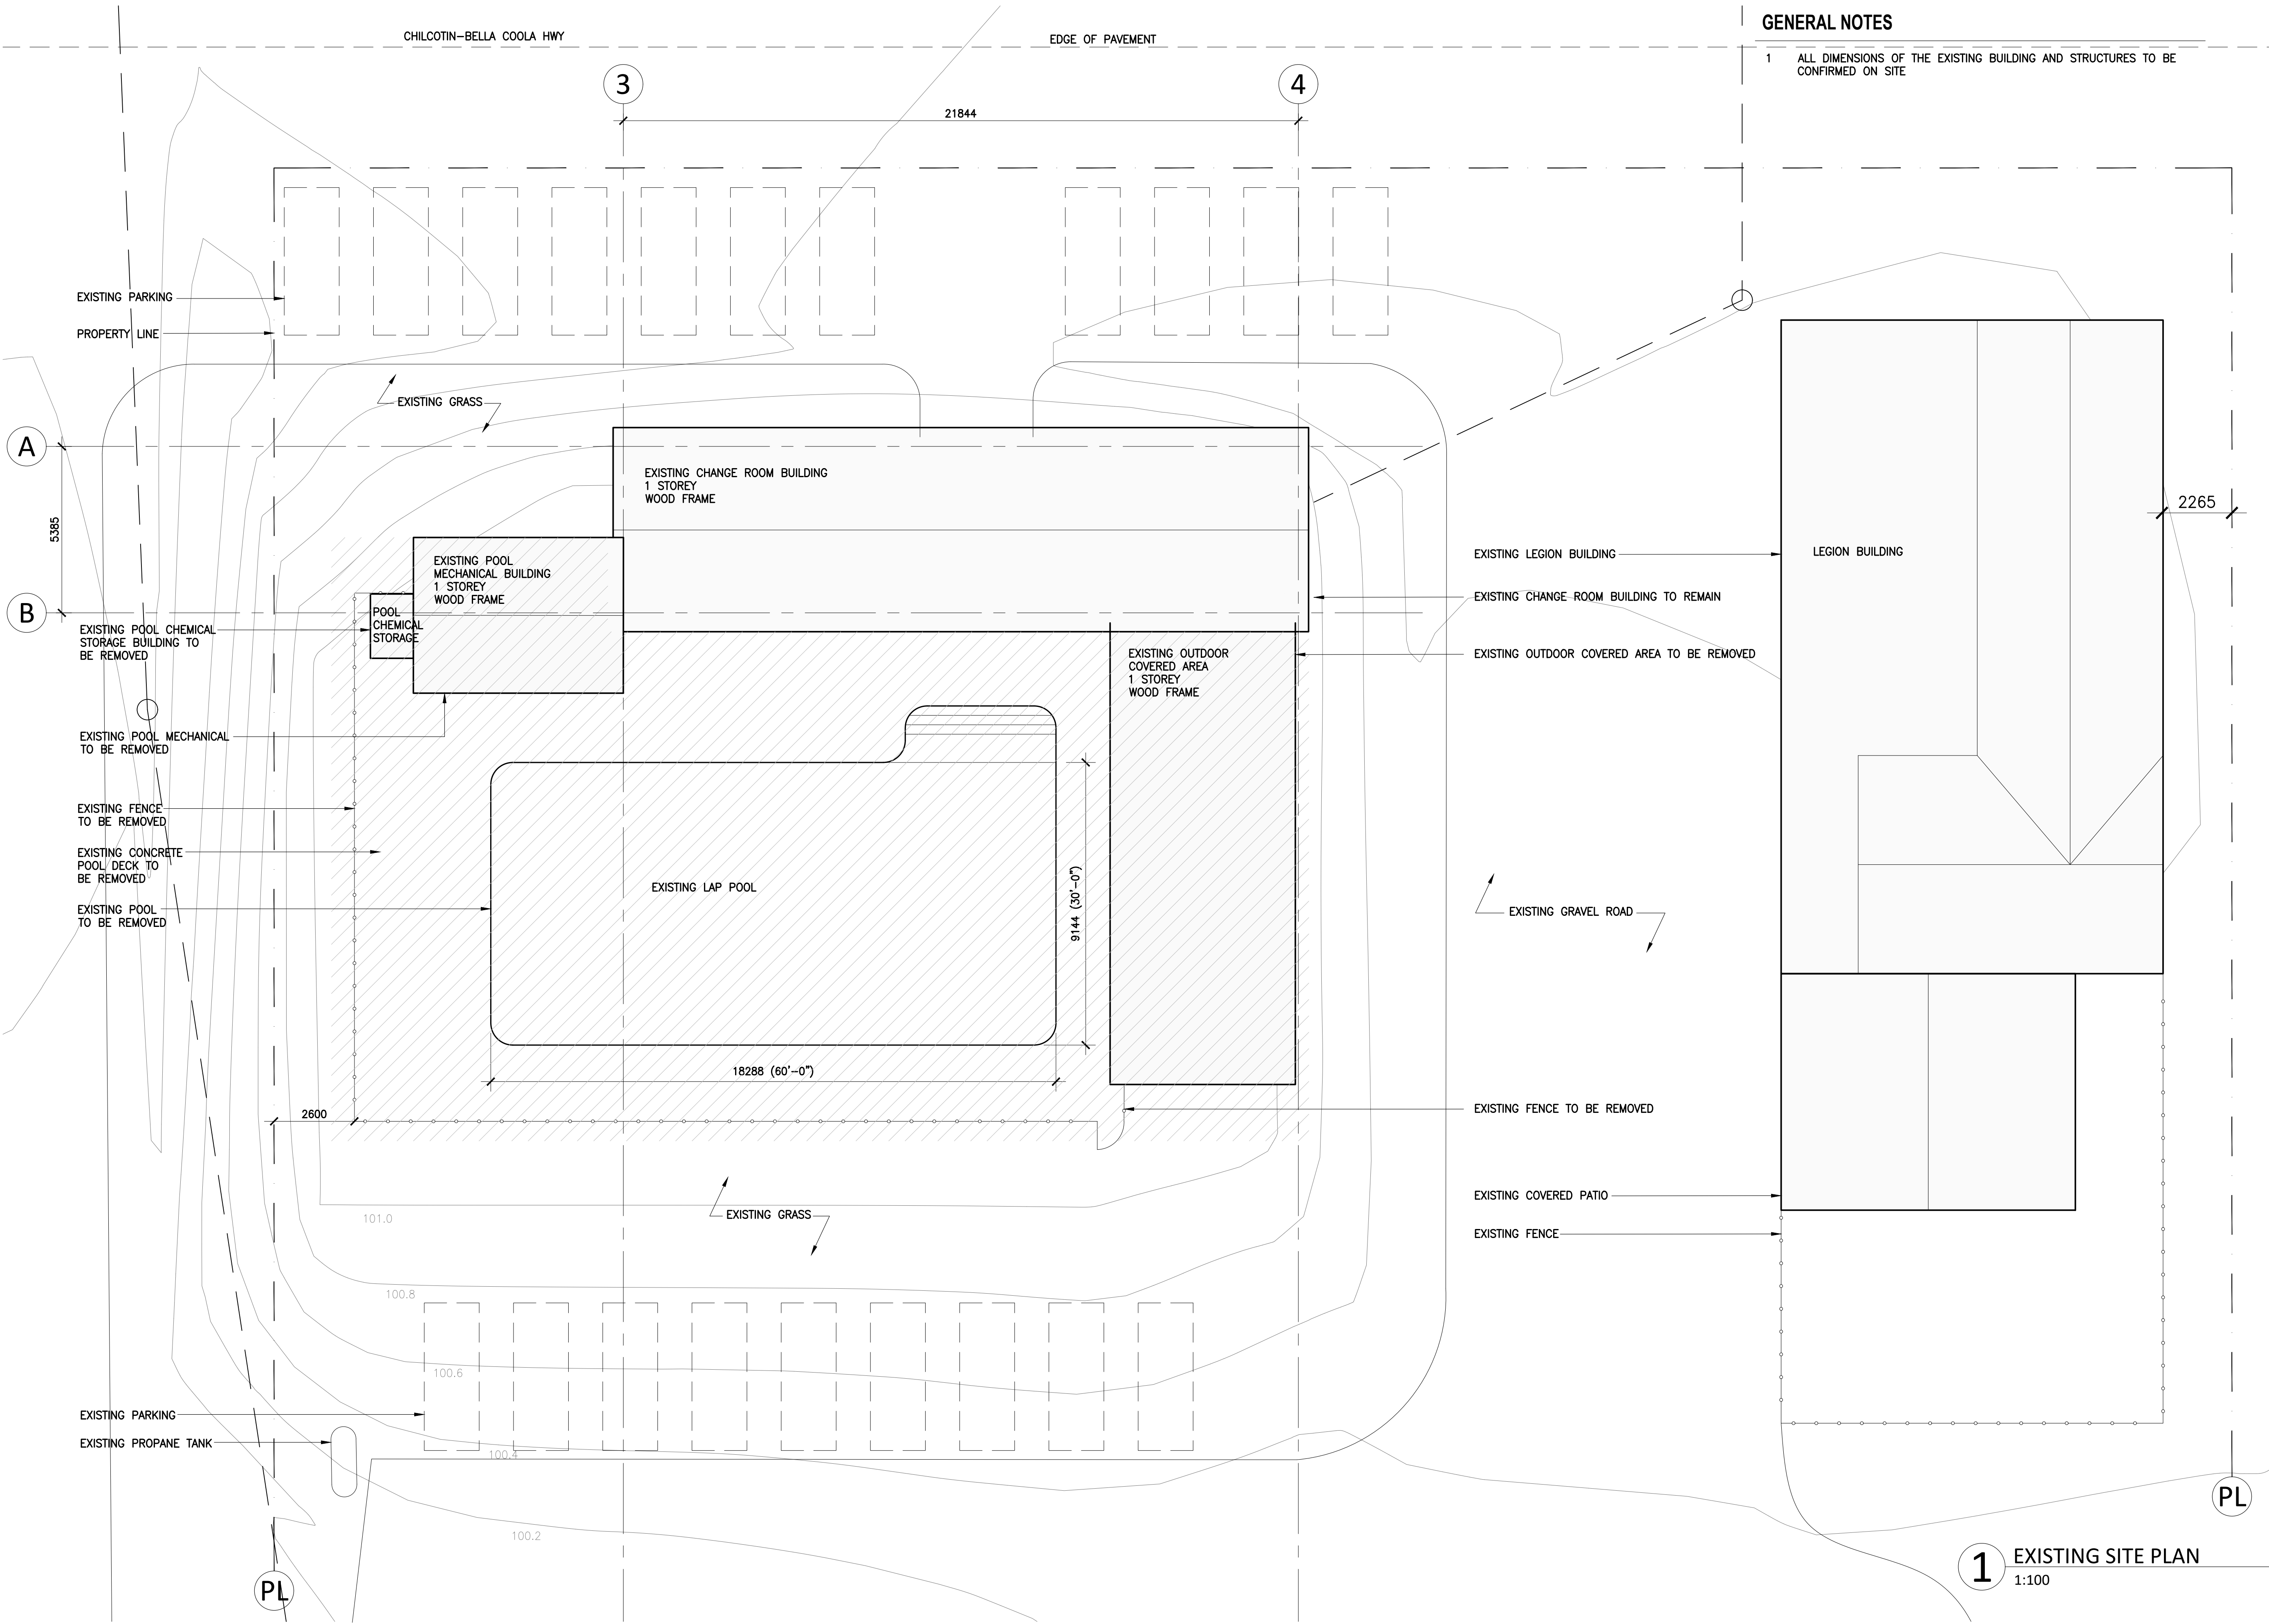 GENERAL NOTES
CHILCOTIN-BELLA COOLA HWY
EDGE OF PAVEMENT
1 ALL DIMENSIONS OF THE EXISTING BUILDING AND STRUCTURES TO BE
CONFIRMED ON SITE
3
4
21844
EXISTING PARKING
PROPERTY LINE
EXISTING GRASS
A
B
5385
EXISTING CHANGE ROOM BUILDING
1 STOREY
WOOD FRAME
2265
EXISTING LEGION BUILDING
LEGION BUILDING
EXISTING POOL
MECHANICAL BUILDING
1 STOREY
WOOD FRAME
EXISTING CHANGE ROOM BUILDING TO REMAIN
POOL
CHEMICAL
STORAGE
EXISTING POOL CHEMICAL
STORAGE BUILDING TO
BE REMOVED
EXISTING OUTDOOR
COVERED AREA
1 STOREY
WOOD FRAME
EXISTING OUTDOOR COVERED AREA TO BE REMOVED
EXISTING POOL MECHANICAL
TO BE REMOVED
EXISTING FENCE
TO BE REMOVED
EXISTING CONCRETE
POOL DECK TO
BE REMOVED
EXISTING POOL
TO BE REMOVED
EXISTING LAP POOL
9144 (30'-0")
EXISTING GRAVEL ROAD
18288 (60'-0")
2600
EXISTING FENCE TO BE REMOVED
EXISTING COVERED PATIO
EXISTING FENCE
101.0
EXISTING GRASS
100.8
100.6
EXISTING PARKING
EXISTING PROPANE TANK
100.4
100.2
PL
PL
1 EXISTING SITE PLAN
1:100